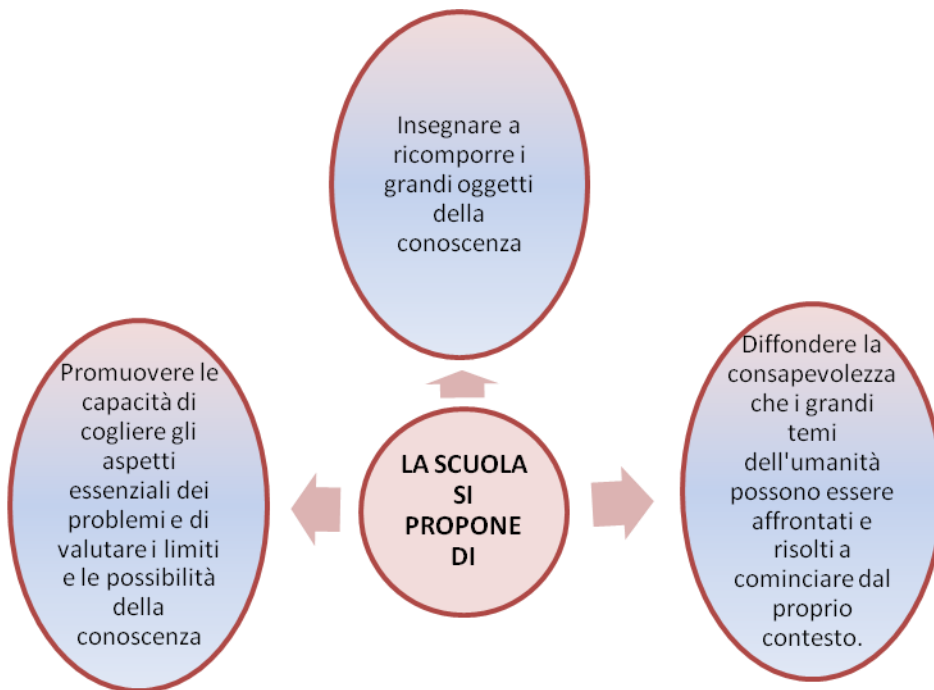 Insegnare a
ricomporre i
grandi oggetti
della
conoscenza
Promuovere le
capacità di
cogliere gli
aspetti
essenziali dei
problemi e di
valutare i limiti
e le possibilità
della
conoscenza
LA SCUOLA
SI
PROPONE
DI
Diffondere la
consapevolezza
che i grandi
temi
dell'umanità
possono essere
affrontati e
risolti a
cominciare dal
proprio
contesto.